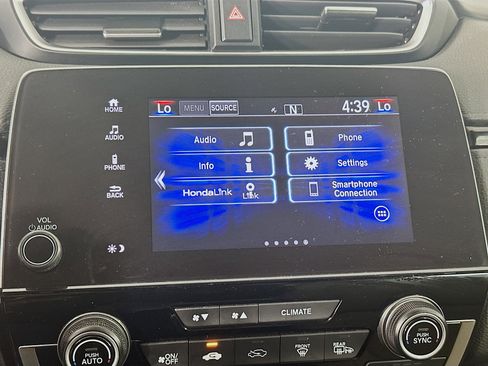 HOME
AUDIO
PHONE
BACK
VOL
AUDIO
Lo MENU SOURCE N 4:39 Lo
Audio
Phone
Info
Settings
HondaLink
Link
Smartphone
Connection
CLIMATE
PUSH
AUTO
ON/
OFF
FRONT
REAR
PUSH
SYNC